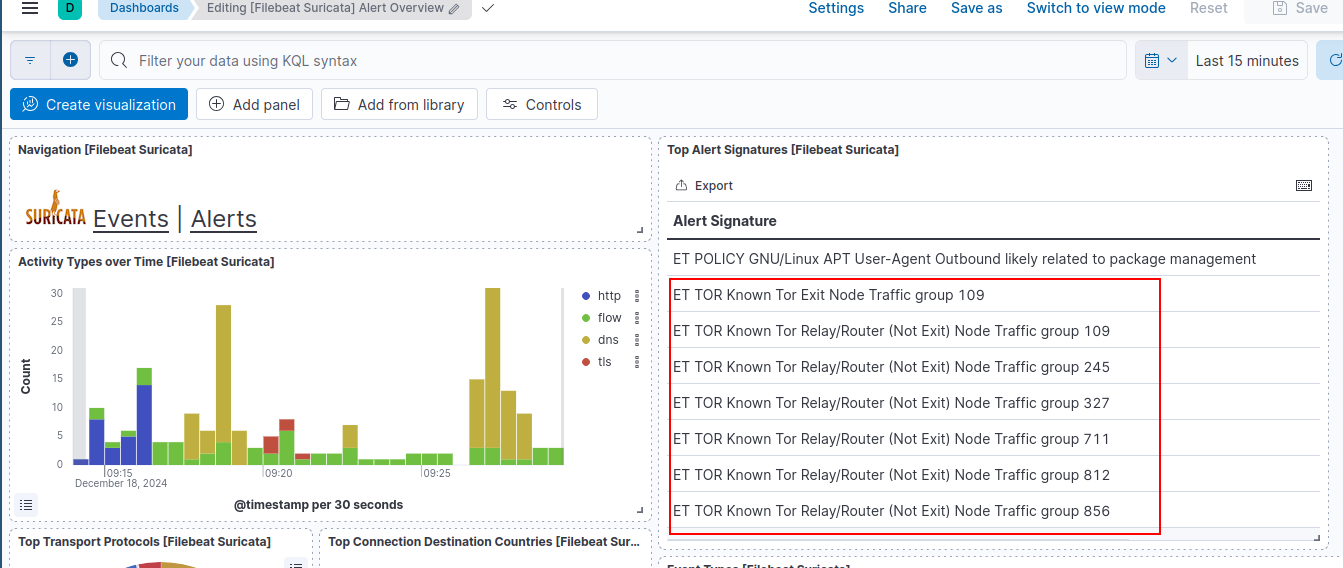 D
Dashboards
Editing [Filebeat Suricata] Alert Overview
Settings
Share
Save as
Switch to view mode
Reset
Save
Filter your data using KQL syntax
Last 15 minutes
Create visualization
Add panel
Add from library
Controls
Navigation [Filebeat Suricata]
SURICATA
Events | Alerts
Activity Types over Time [Filebeat Suricata]
30
25
20
15
10
5
0
Count
09:15
09:20
09:25
December 18, 2024
@timestamp per 30 seconds
http
flow
dns
tls
Top Alert Signatures [Filebeat Suricata]
Export
Alert Signature
ET POLICY GNU/Linux APT User-Agent Outbound likely related to package management
ET TOR Known Tor Exit Node Traffic group 109
ET TOR Known Tor Relay/Router (Not Exit) Node Traffic group 109
ET TOR Known Tor Relay/Router (Not Exit) Node Traffic group 245
ET TOR Known Tor Relay/Router (Not Exit) Node Traffic group 327
ET TOR Known Tor Relay/Router (Not Exit) Node Traffic group 711
ET TOR Known Tor Relay/Router (Not Exit) Node Traffic group 812
ET TOR Known Tor Relay/Router (Not Exit) Node Traffic group 856
Top Transport Protocols [Filebeat Suricata]
Top Connection Destination Countries [Filebeat Sur...
Event Types [Filebeat Suricata]